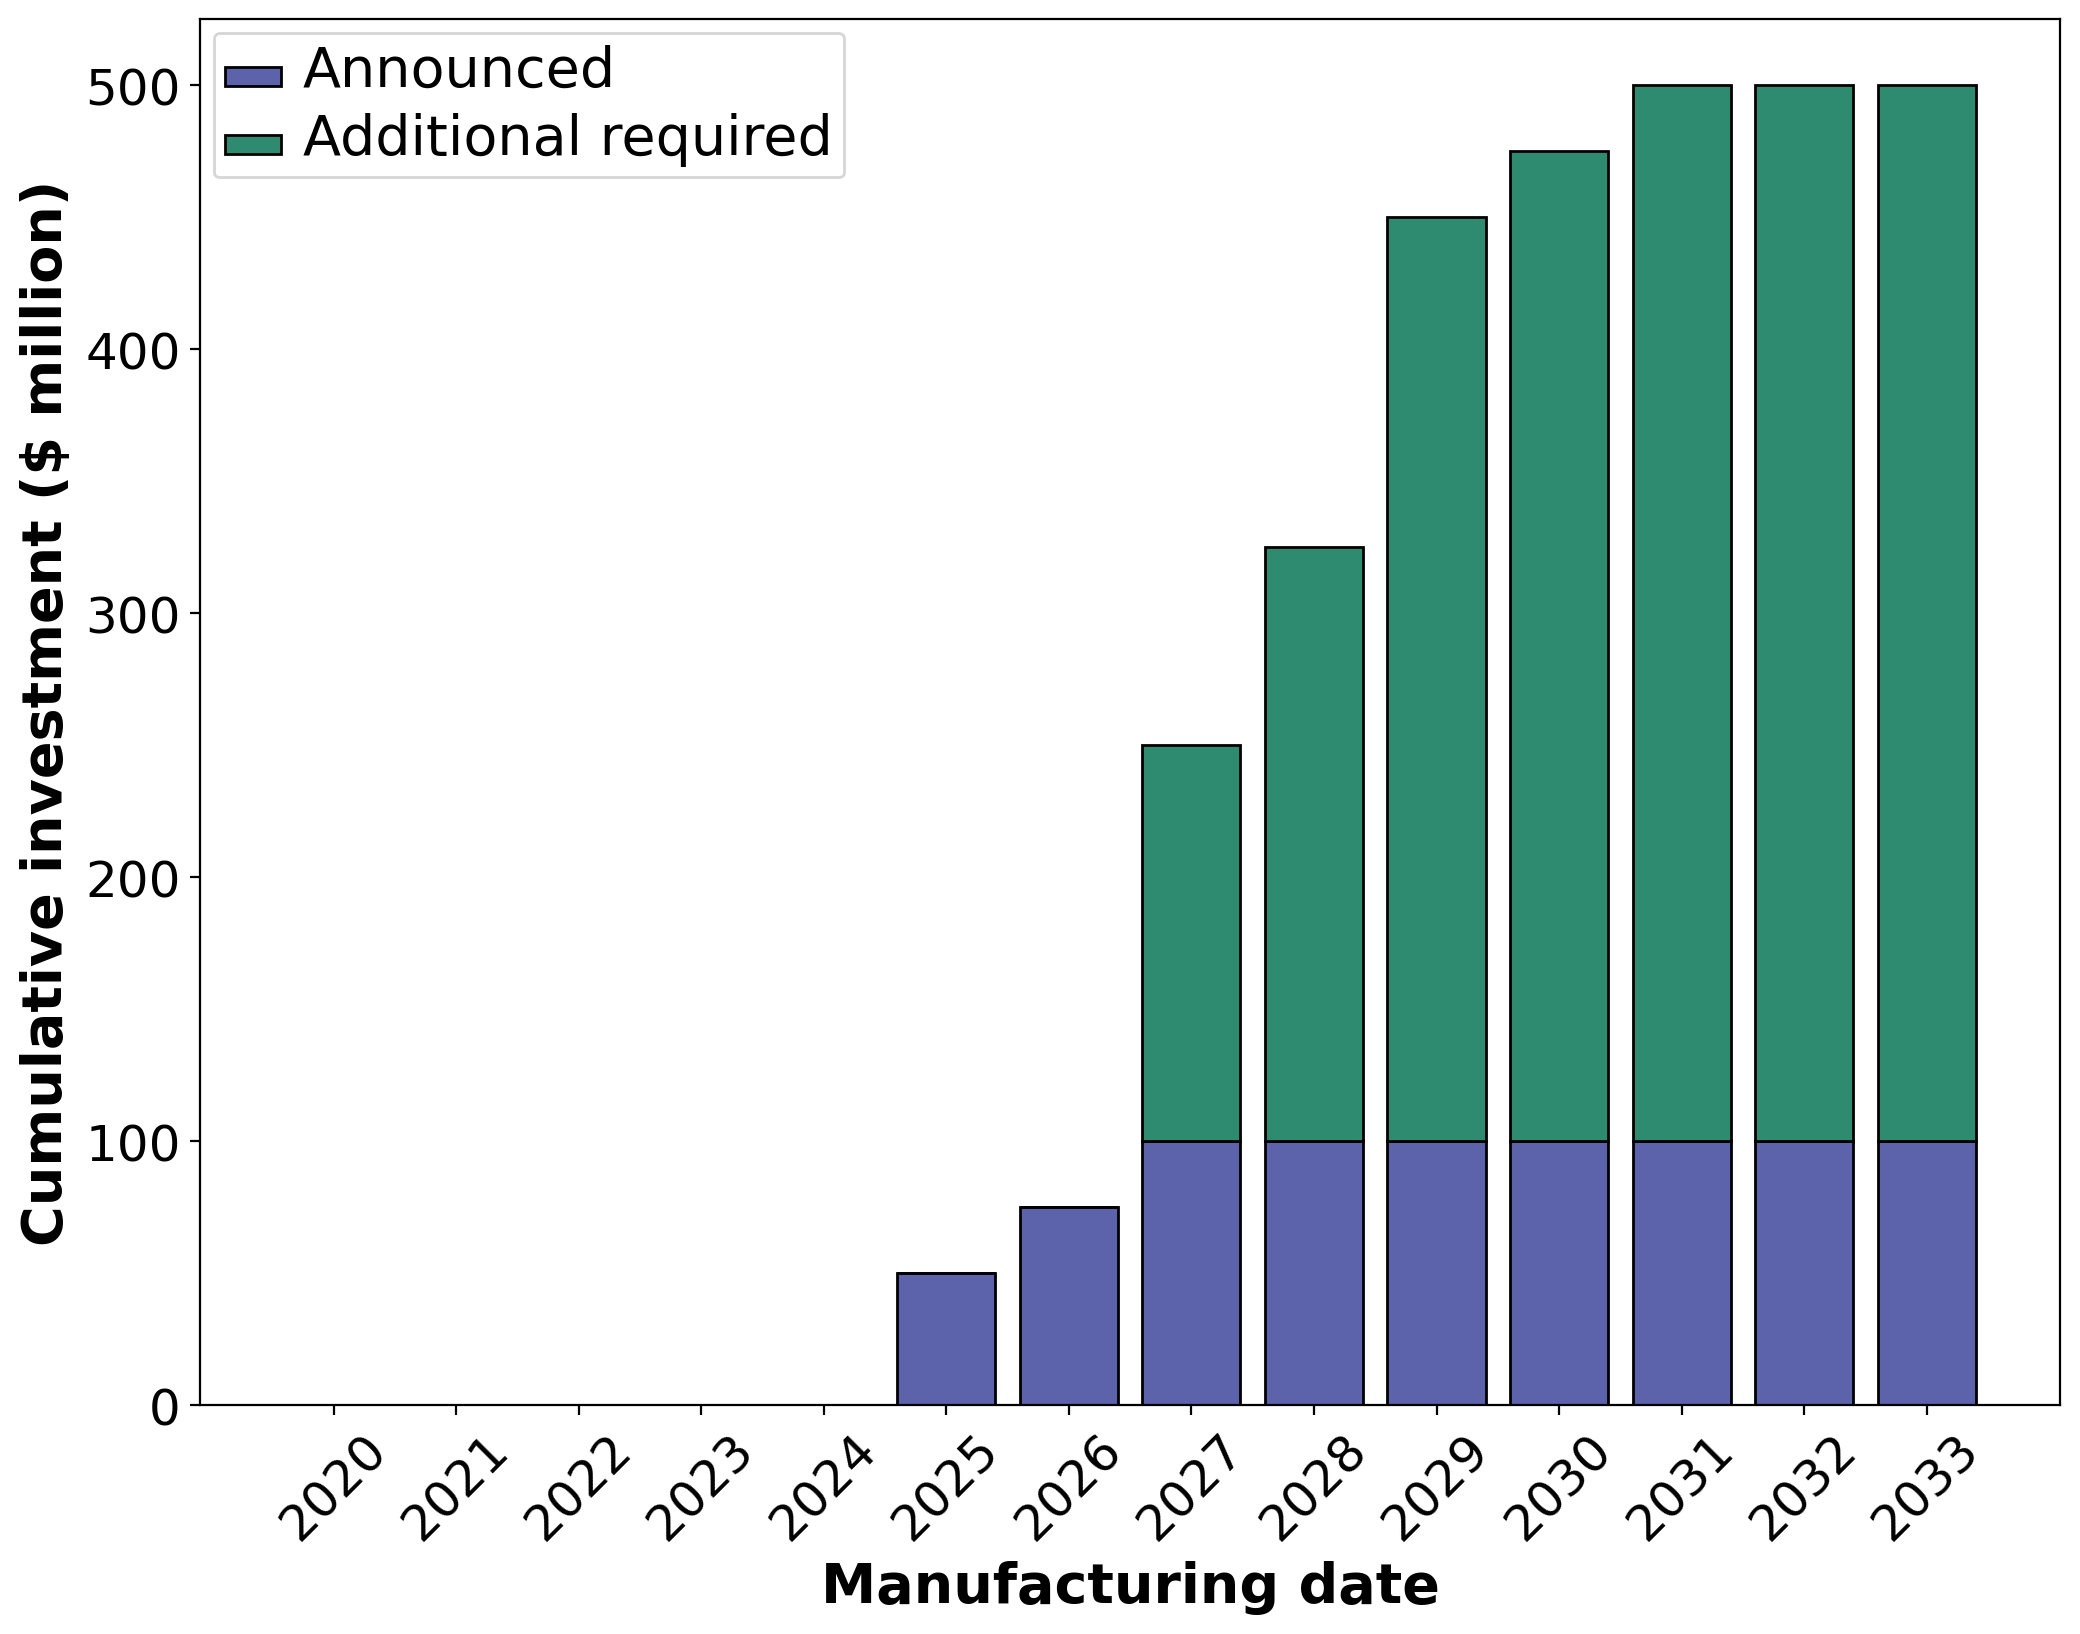 Announced
Additional required
Cumulative investment ($ million)
500
400
300
200
100
0
2020 2021 2022 2023 2024 2025 2026 2027 2028 2029 2030 2031 2032 2033
Manufacturing date